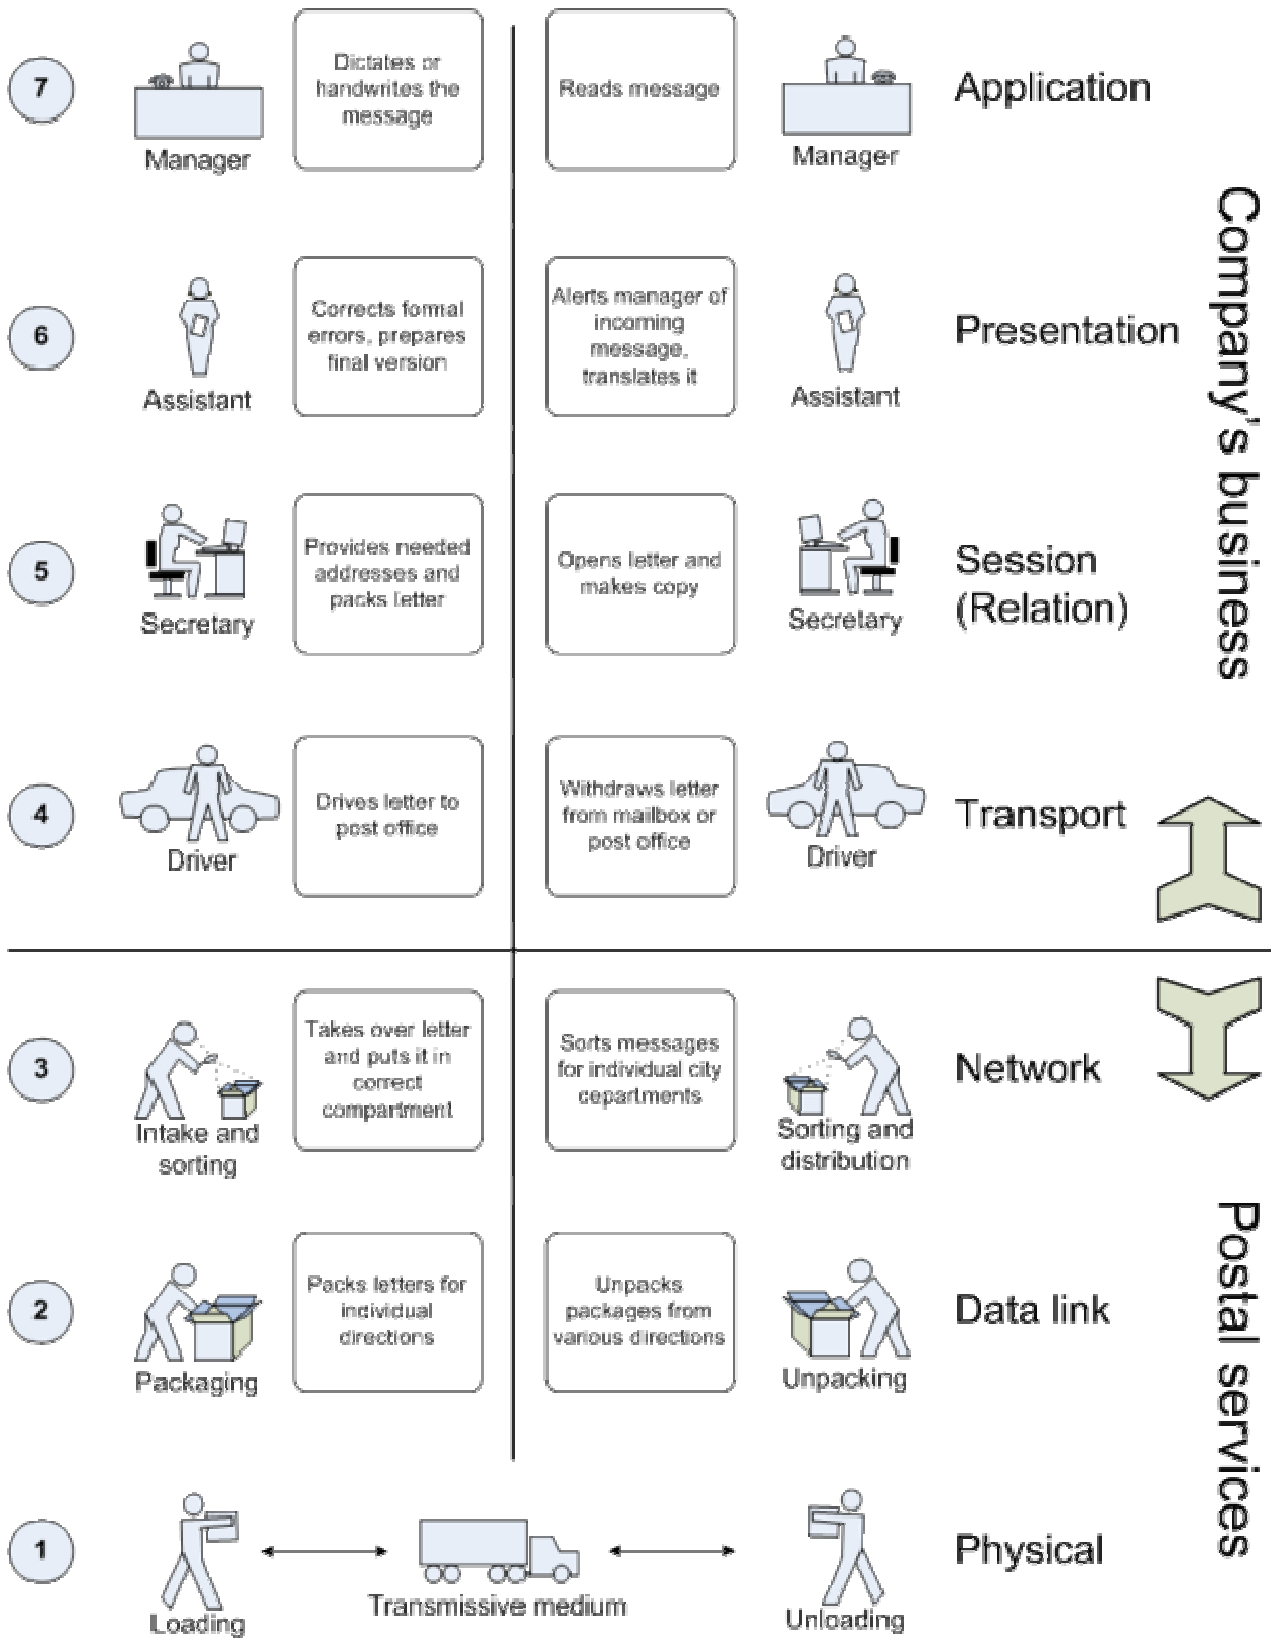 7
Manager
Dictates or
handwrites the
message
Reads message
Manager
Application
6
Assistant
Corrects formal
errors, prepares
final version
Alerts manager of
incoming
message,
translates it
Assistant
Presentation
5
Secretary
Provides needed
addresses and
packs letter
Opens letter and
makes copy
Secretary
Session
(Relation)
Company's business
4
Driver
Drives letter to
post office
Withdraws letter
from mailbox or
post office
Driver
Transport
3
Intake and
sorting
Takes over letter
and puts it in
correct
compartment
Sorts messages
for individual city
cepartments
Sorting and
distribution
Network
2
Packaging
Packs letters for
individual
directions
Unpacks
packages from
various directions
Unpacking
Data link
Postal services
1
Loading
Transmissive medium
Unloading
Physical